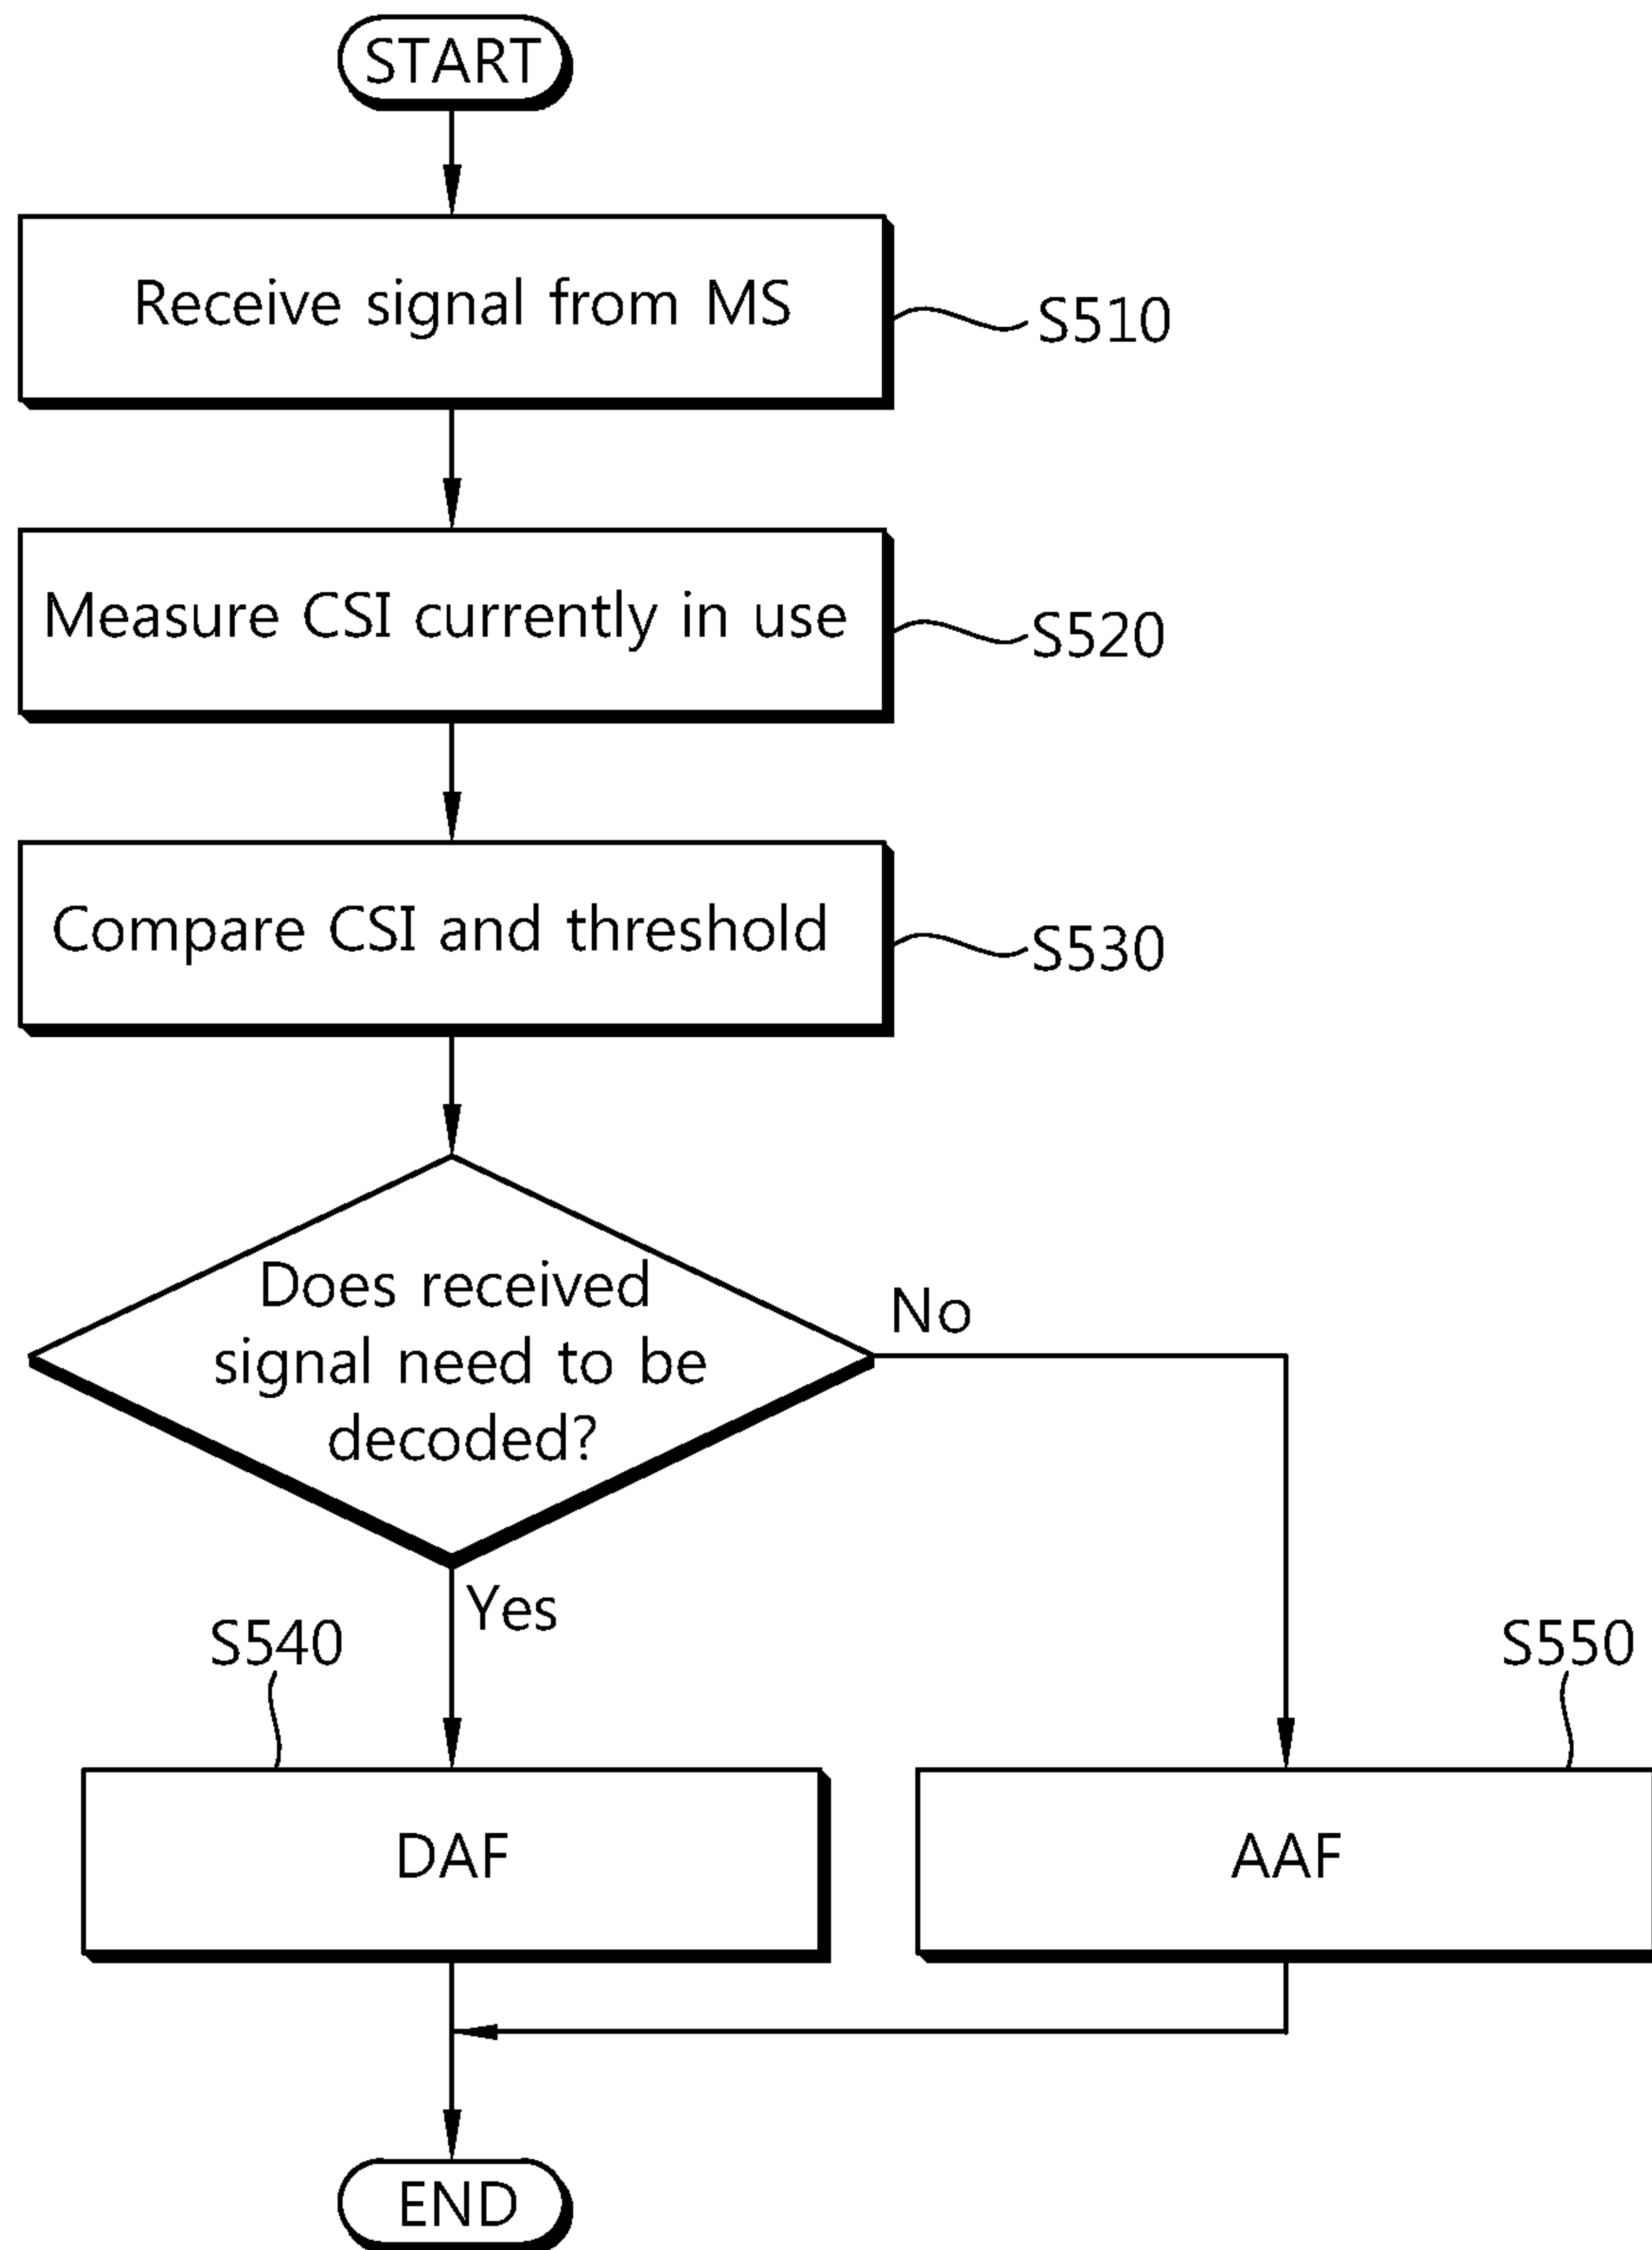 START
Receive signal from MS
S510
Measure CSI currently in use
S520
Compare CSI and threshold
S530
Does received
signal need to be
decoded?
No
Yes
S540
S550
DAF
AAF
END